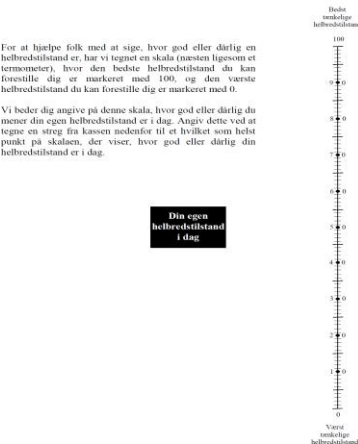 Bedst
tænkelige
helbredstilstand
100
For at hjælpe folk med at sige, hvor god eller dårlig en
helbredstilstand er, har vi tegnet en skala (næsten ligesom et
termometer), hvor den bedste helbredstilstand du kan
forestille dig er markeret med 100, og den værste
helbredstilstand du kan forestille dig er markeret med 0.
Vi beder dig angive på denne skala, hvor god eller dårlig du
mener din egen helbredstilstand er i dag. Angiv dette ved at
tegne en streg fra kassen nedenfor til et hvilket som helst
punkt på skalaen, der viser, hvor god eller dårlig din
helbredstilstand er i dag.
Din egen
helbredstilstand
i dag
9 0
8 0
7 0
6 0
5 0
4 0
3 0
2 0
1 0
0
Værst
tænkelige
helbredstilstand